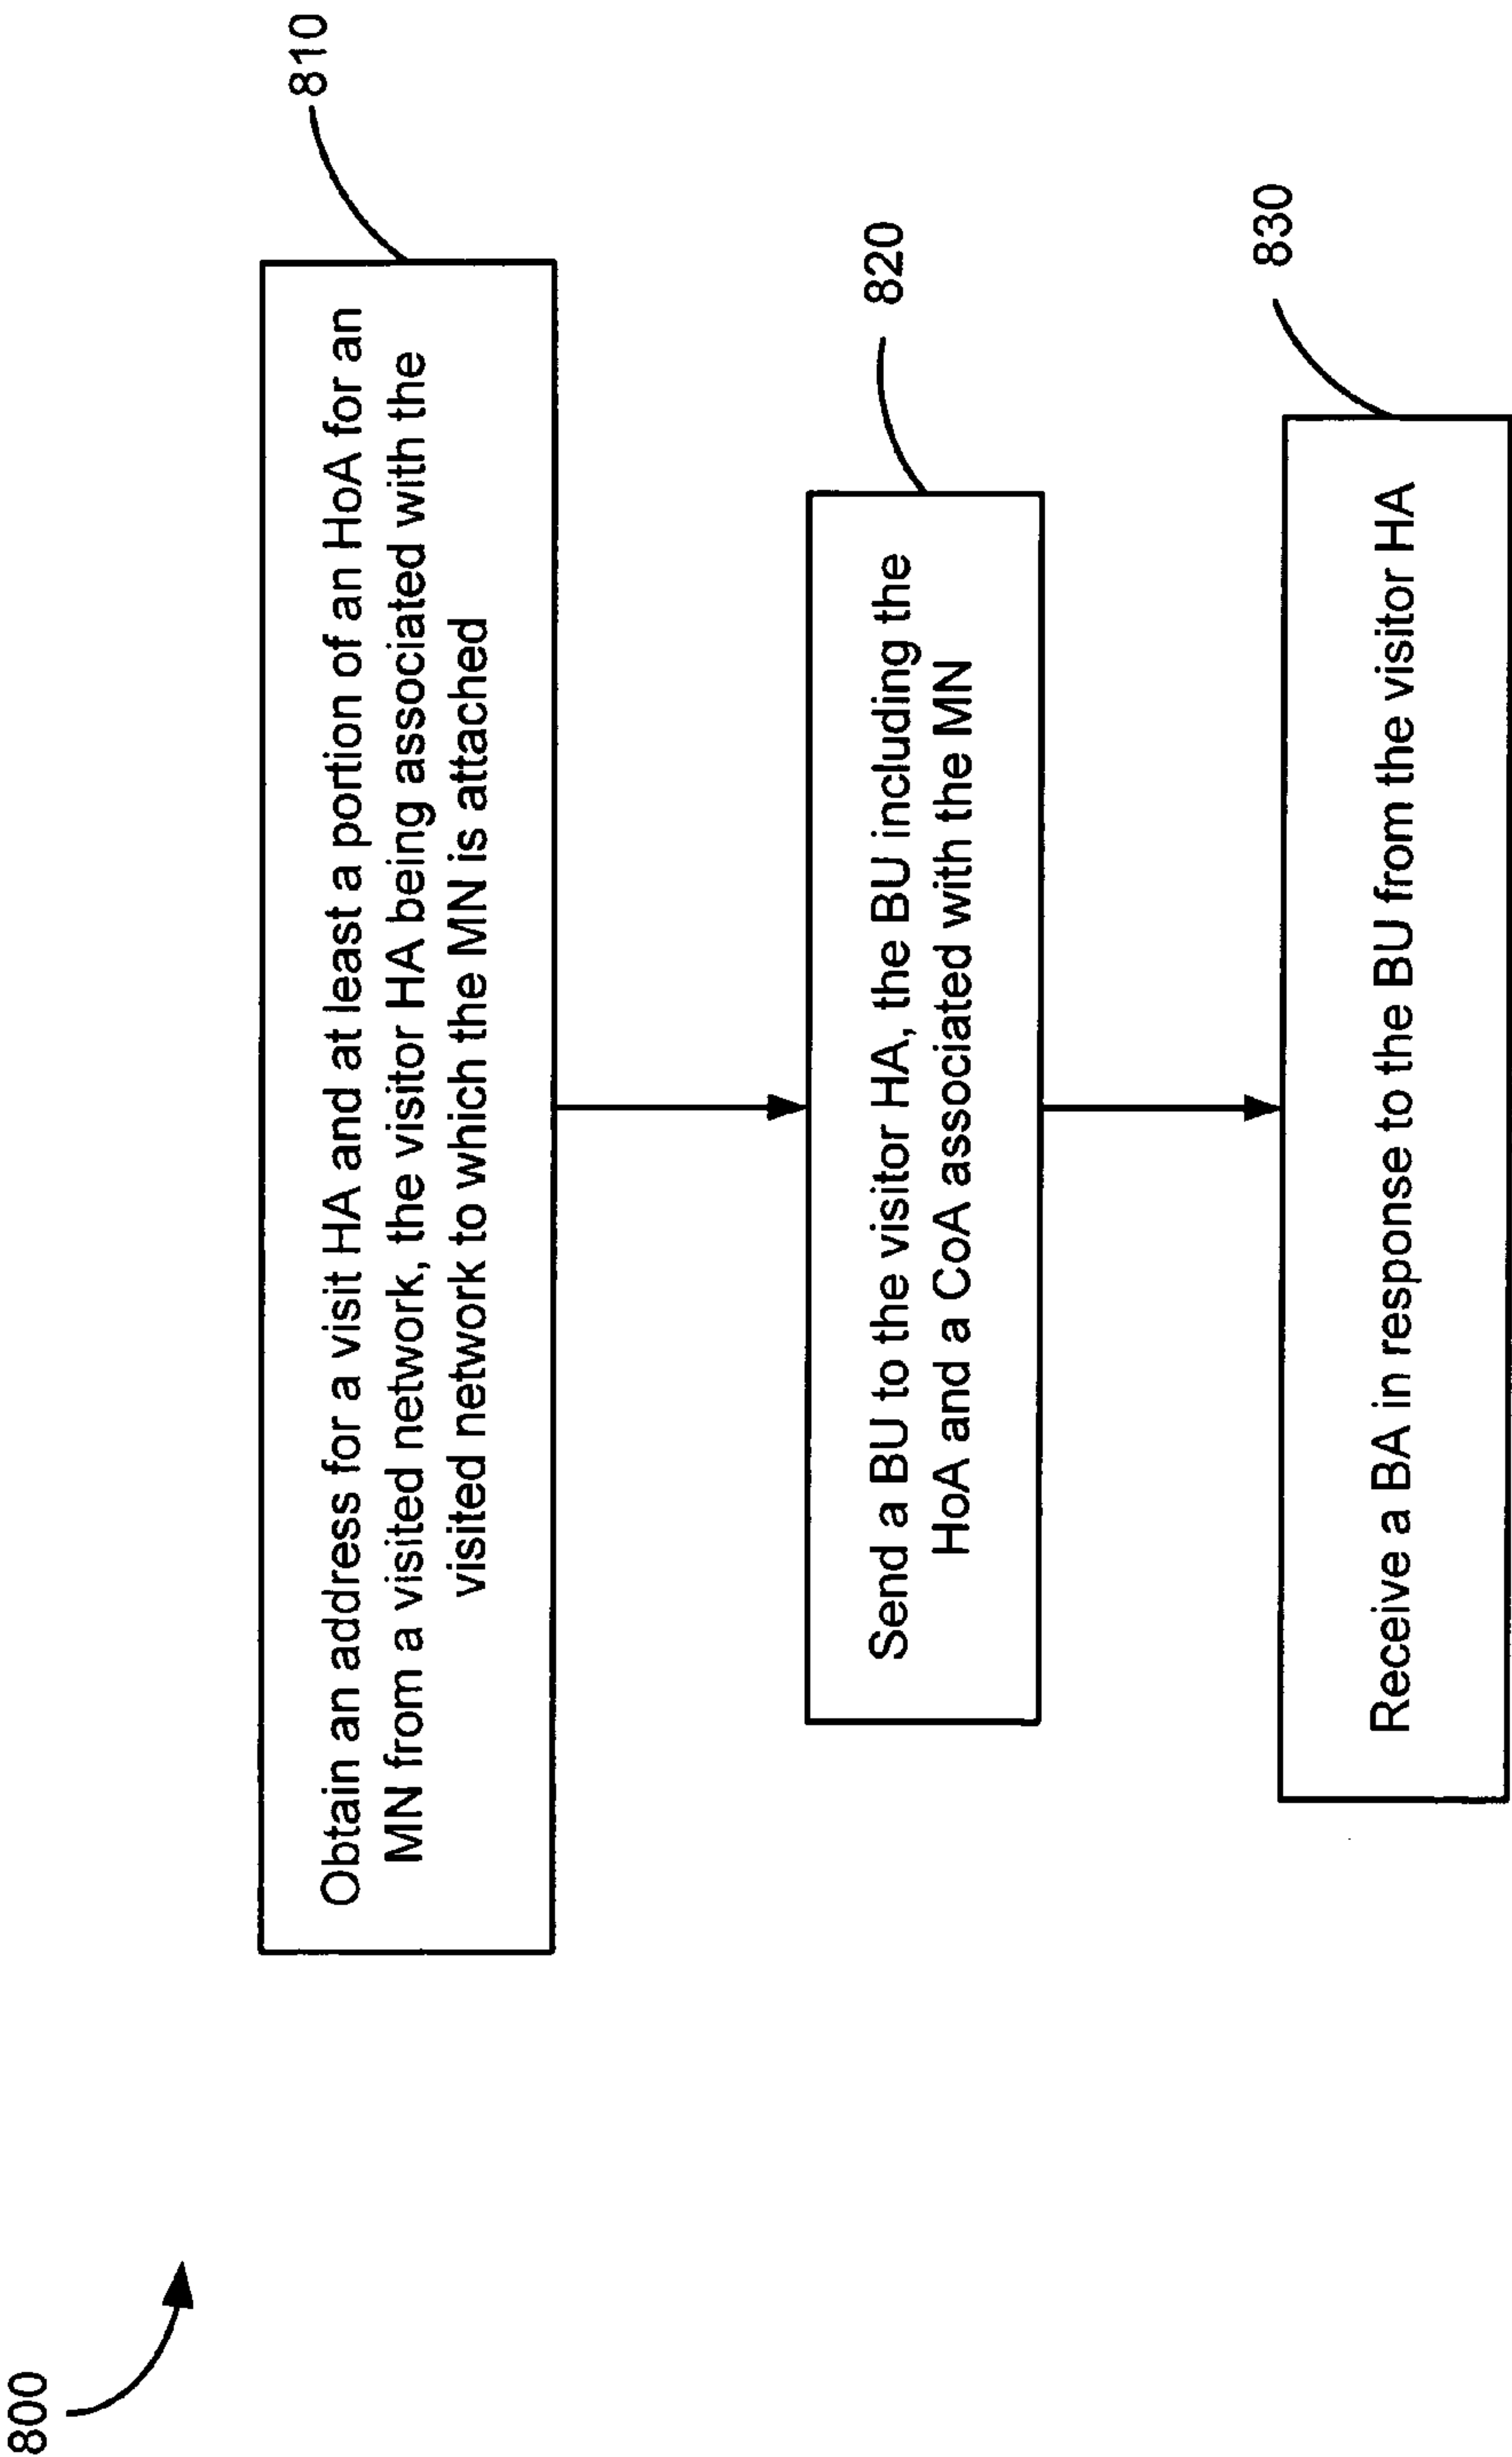 800
810
Obtain an address for a visit HA and at least a portion of an HoA for an
MN from a visited network, the visitor HA being associated with the
visited network to which the MN is attached
820
Send a BU to the visitor HA, the BU including the
HoA and a CoA associated with the MN
830
Receive a BA in response to the BU from the visitor HA